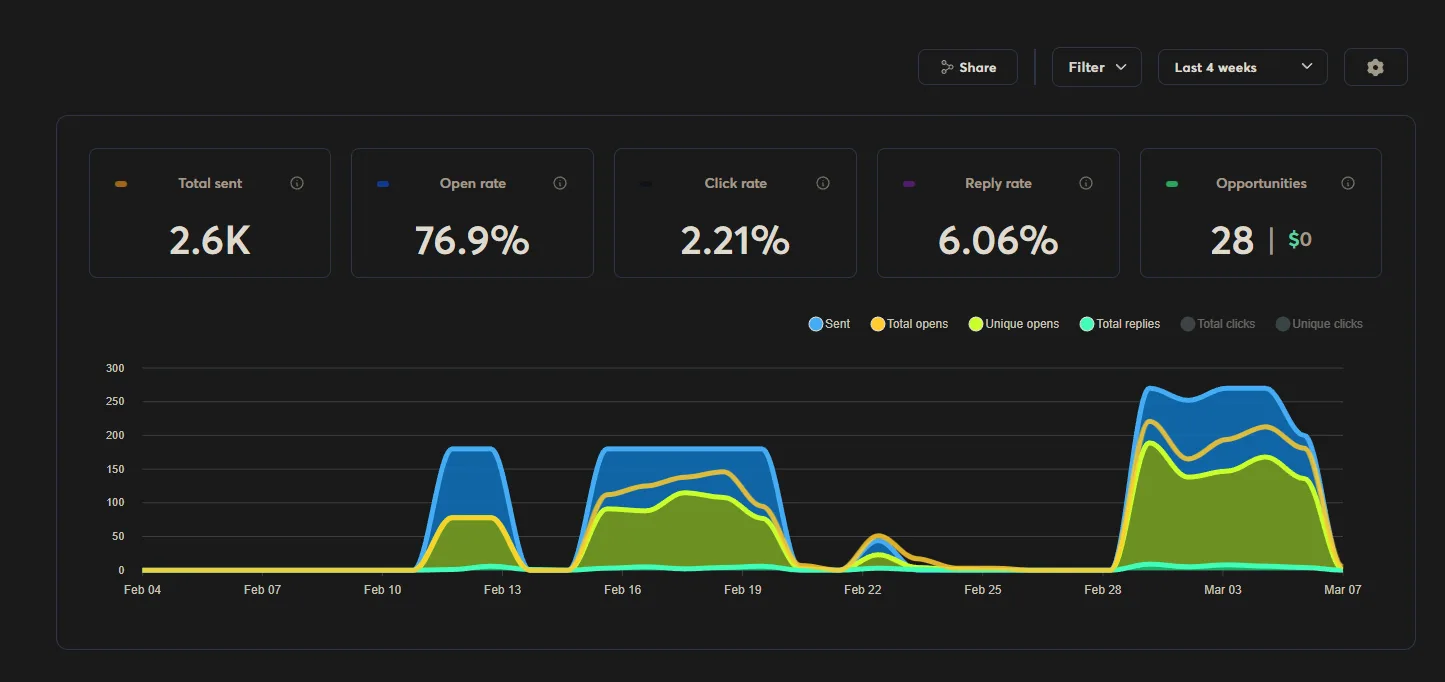 Share
Filter
Last 4 weeks
Total sent
2.6K
Open rate
76.9%
Click rate
2.21%
Reply rate
6.06%
Opportunities
28 | $0
Sent Total opens Unique opens Total replies Total clicks Unique clicks
300
250
200
150
100
50
0
Feb 04 Feb 07 Feb 10 Feb 13 Feb 16 Feb 19 Feb 22 Feb 25 Feb 28 Mar 03 Mar 07